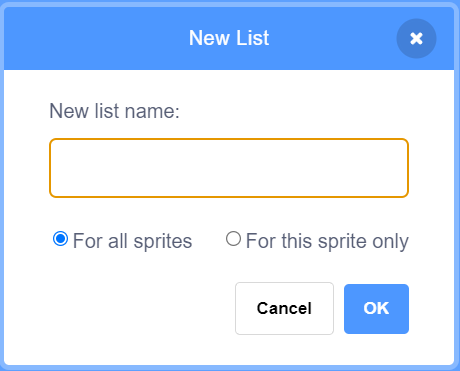 New List
New list name:
For all sprites For this sprite only
Cancel OK